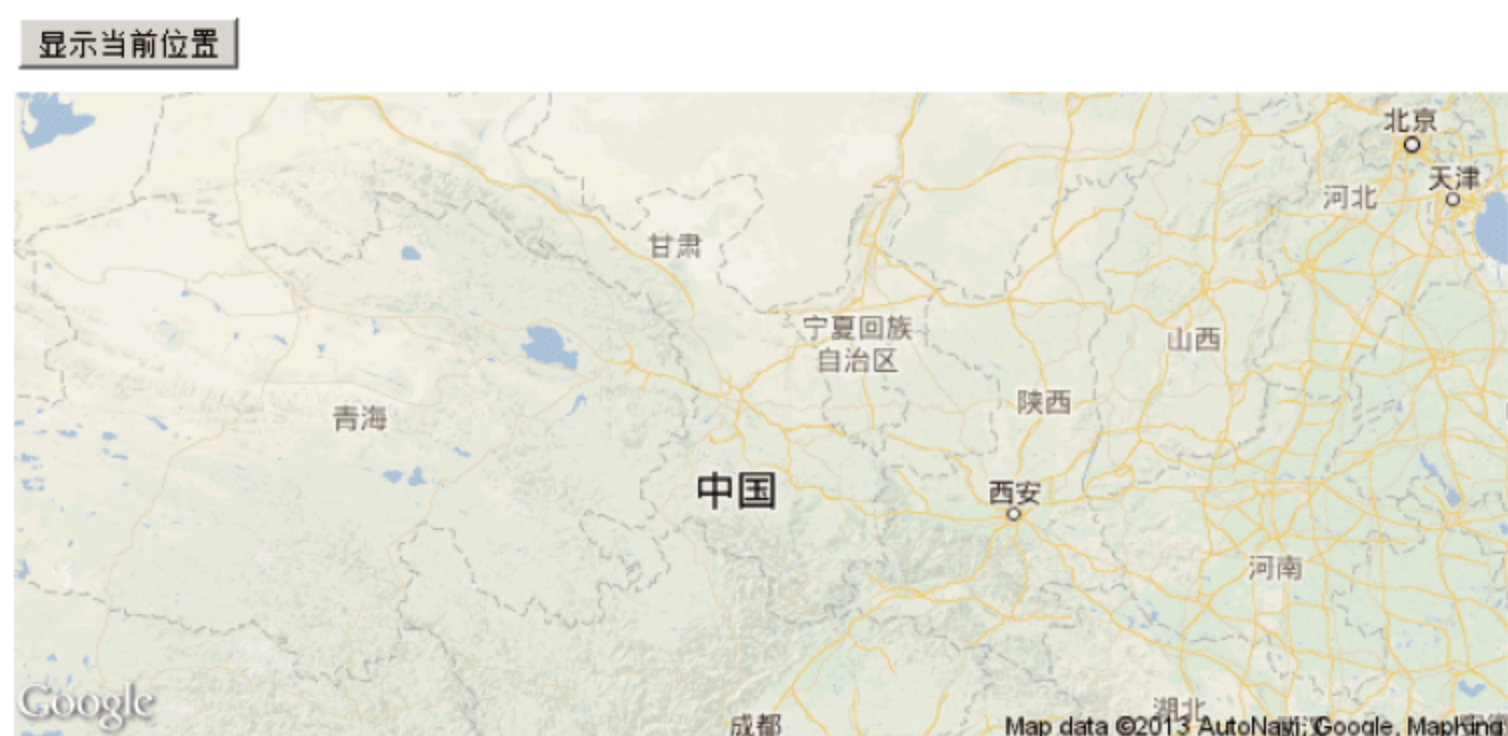 显示当前位置
北京
天津
河北
甘肃
宁夏回族
自治区
山西
陕西
青海
中国
西安
河南
Google
湖北
成都
Map data ©2013 AutoNavi, Google, MapKing